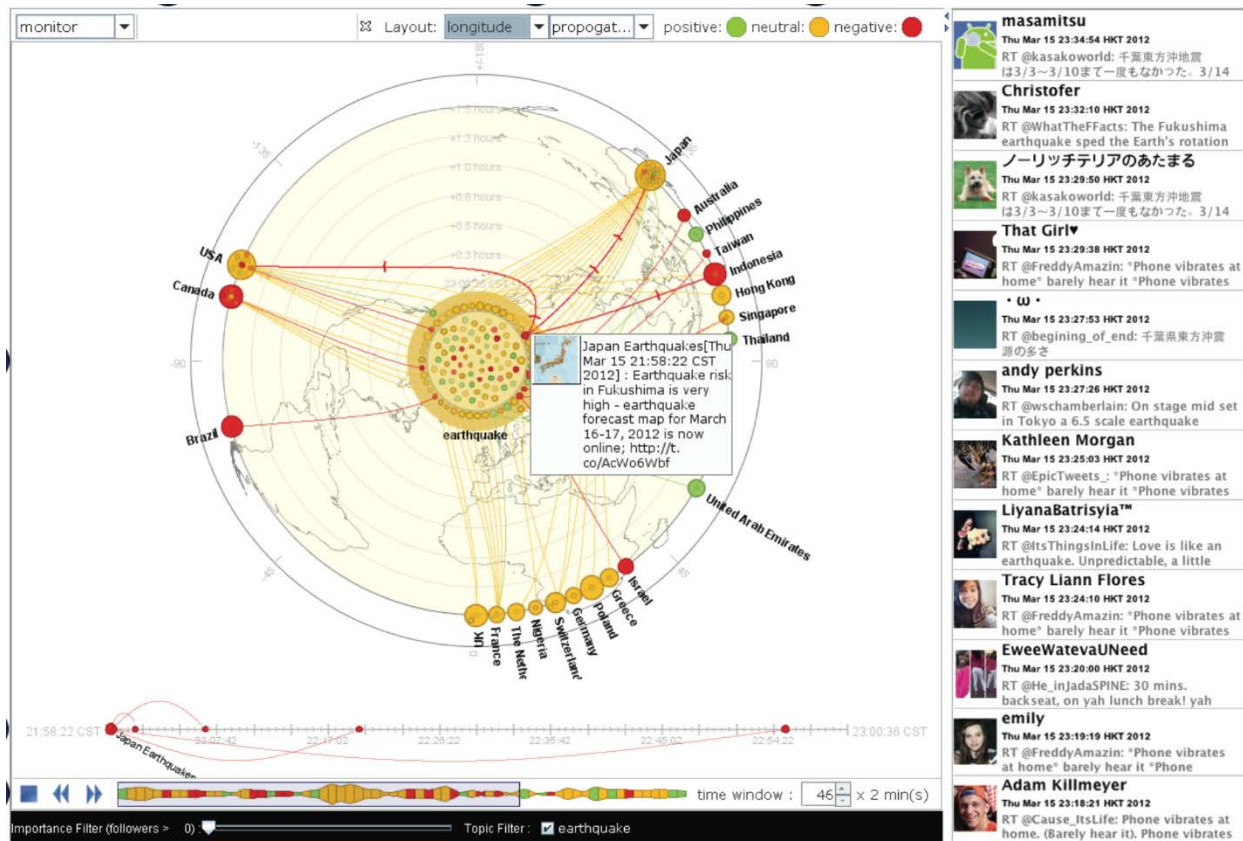 monitor
Layout: longitude propogat... positive: neutral: negative:
+/-180
-135
135
-90
90
-45
45
0
+1.5 hours
+1.3 hours
+1.0 hours
+0.8 hours
+0.5 hours
+0.3 hours
Japan
Australia
Philippines
Taiwan
Indonesia
Hong Kong
Singapore
Thailand
USA
Canada
Brazil
earthquake
Japan Earthquakes[Thu
Mar 15 21:58:22 CST
2012] : Earthquake risk
in Fukushima is very
high - earthquake
forecast map for March
16-17, 2012 is now
online; http://t.
co/AcWo6Wbf
United Arab Emirates
Israel
Greece
Poland
Germany
Switzerland
Nigeria
The Nethe
France
UK
21:58:22 CST
22:07:42
22:17:02
22:26:22
22:35:42
22:45:02
22:54:22
23:00:36 CST
Japan Earthquakes
time window : 46 x 2 min(s)
Importance Filter (followers > 0) : Topic Filter : earthquake
masamitsu
Thu Mar 15 23:34:54 HKT 2012
RT @kasakoworld: 千葉東方沖地震
は3/3～3/10まで一度もなかつた。3/14
Christofer
Thu Mar 15 23:32:10 HKT 2012
RT @WhatTheFFacts: The Fukushima
earthquake sped the Earth's rotation
ノーリッチテリアのあたまる
Thu Mar 15 23:29:50 HKT 2012
RT @kasakoworld: 千葉東方沖地震
は3/3～3/10まで一度もなかつた。3/14
That Girl♥
Thu Mar 15 23:29:38 HKT 2012
RT @FreddyAmazin: *Phone vibrates at
home* barely hear it *Phone vibrates
・ω・
Thu Mar 15 23:27:53 HKT 2012
RT @begining_of_end: 千葉県東方沖震
源の多さ
andy perkins
Thu Mar 15 23:27:26 HKT 2012
RT @wschamberlain: On stage mid set
in Tokyo a 6.5 scale earthquake
Kathleen Morgan
Thu Mar 15 23:25:03 HKT 2012
RT @EpicTweets_: *Phone vibrates at
home* barely hear it *Phone vibrates
LiyanaBatrisyia™
Thu Mar 15 23:24:14 HKT 2012
RT @ItsThingsInLife: Love is like an
earthquake. Unpredictable, a little
Tracy Liann Flores
Thu Mar 15 23:24:10 HKT 2012
RT @FreddyAmazin: *Phone vibrates at
home* barely hear it *Phone vibrates
EweeWatevaUNeed
Thu Mar 15 23:20:00 HKT 2012
RT @He_inJadaSPINE: 30 mins.
backseat, on yah lunch break! yah
emily
Thu Mar 15 23:19:19 HKT 2012
RT @FreddyAmazin: *Phone vibrates
at home* barely hear it *Phone
Adam Killmeyer
Thu Mar 15 23:18:21 HKT 2012
RT @Cause_ItsLife: Phone vibrates at
home. (Barely hear it). Phone vibrates